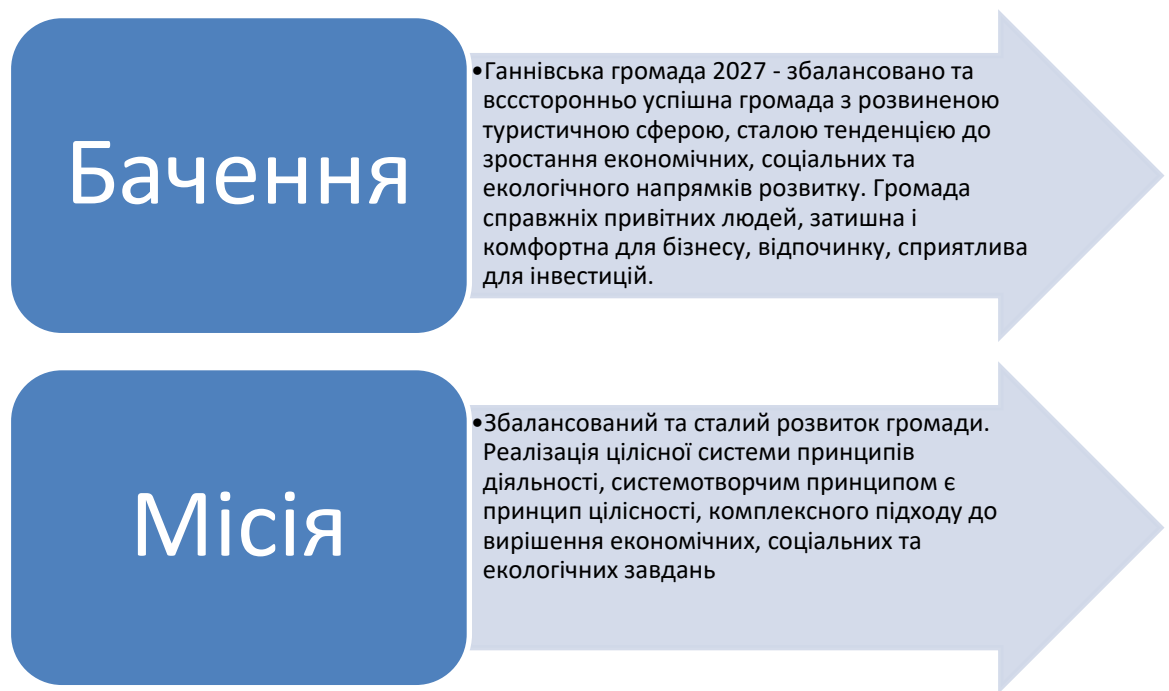 Бачення
•Ганнівська громада 2027 - збалансовано та
вссторонньо успішна громада з розвиненою
туристичною сферою, сталою тенденцією до
зростання економічних, соціальних та
екологічного напрямків розвитку. Громада
справжніх привітних людей, затишна і
комфортна для бізнесу, відпочинку, сприятлива
для інвестицій.
Місія
•Збалансований та сталий розвиток громади.
Реалізація цілісної системи принципів
діяльності, системотворчим принципом є
принцип цілісності, комплексного підходу до
вирішення економічних, соціальних та
екологічних завдань